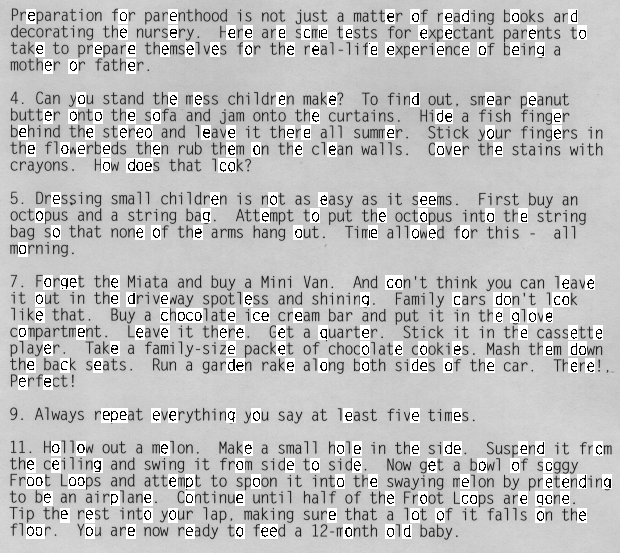 Preparation for parenthood is not just a matter of reading books and
decorating the nursery. Here are some tests for expectant parents to
take to prepare themselves for the real-life experience of being a
mother or father.
4. Can you stand the mess children make? To find out, smear peanut
butter onto the sofa and jam onto the curtains. Hide a fish finger
behind the stereo and leave it there all summer. Stick your fingers in
the flowerbeds then rub them on the clean walls. Cover the stains with
crayons. How does that look?
5. Dressing small children is not as easy as it seems. First buy an
octopus and a string bag. Attempt to put the octopus into the string
bag so that none of the arms hang out. Time allowed for this - all
morning.
7. Forget the Miata and buy a Mini Van. And con't think you can leave
it out in the driveway spotless and shining. Family cars don't look
like that. Buy a chocolate ice cream bar and put it in the glove
compartment. Leave it there. Get a quarter. Stick it in the cassette
player. Take a family-size packet of chocolate cookies. Mash them down
the back seats. Run a garden rake along both sides of the car. There!.
Perfect!
9. Always repeat everything you say at least five times.
11. Hollow out a melon. Make a small hole in the side. Suspend it from
the ceiling and swing it from side to side. Now get a bowl of soggy
Froot Loops and attempt to spoon it into the swaying melon by pretending
to be an airplane. Continue until half of the Froot Loops are gone.
Tip the rest into your lap, making sure that a lot of it falls on the
floor. You are now ready to feed a 12-month old baby.